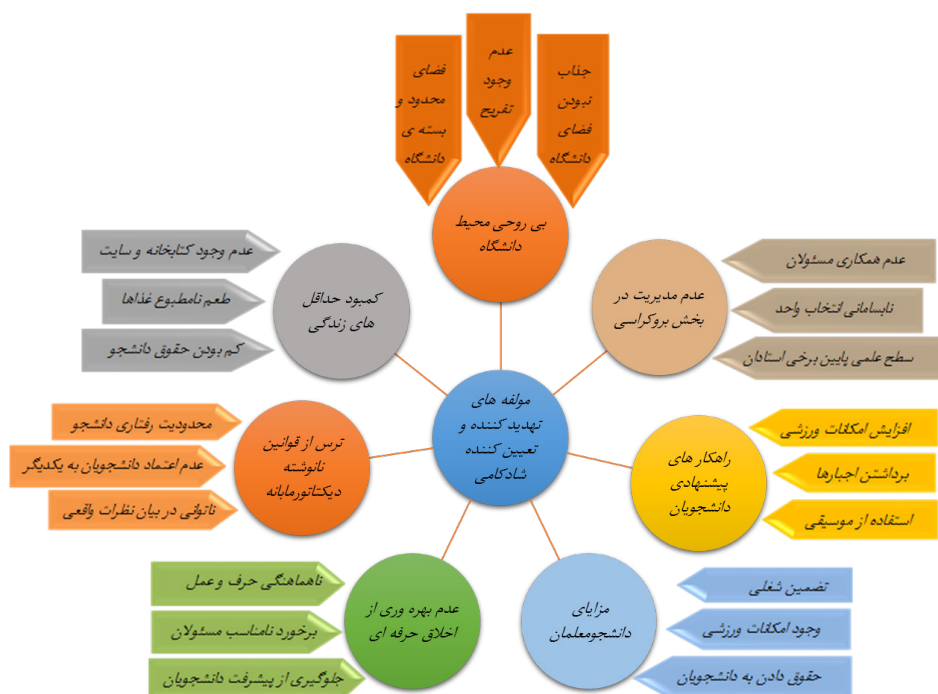 جذاب
نبودن
فضای
دانشگاه
عدم
وجود
تفریح
فضای
محدود و
بسته ی
دانشگاه
بی روحی محیط
دانشگاه
عدم همکاری مسئولان
نابسامانی انتخاب واحد
سطح علمی پایین برخی استادان
عدم مدیریت در
بخش بروکراسی
کمبود حداقل
های زندگی
عدم وجود کتابخانه و سایت
طعم نامطبوع غذاها
کم بودن حقوق دانشجو
مولفه های
تهدید کننده و
تعیین کننده
شادکامی
افزایش امکانات ورزشی
برداشتن اجبارها
استفاده از موسیقی
راهکار های
پیشنهادی
دانشجویان
ترس از قوانین
نانوشته
دیکتاتورمابانه
محدودیت رفتاری دانشجو
عدم اعتماد دانشجویان به یکدیگر
ناتوانی در بیان نظرات واقعی
تضمین شغلی
وجود امکانات ورزشی
حقوق دادن به دانشجویان
مزایای
دانشجومعلمان
عدم بهره وری از
اخلاق حرفه ای
ناهماهنگی حرف و عمل
برخورد نامناسب مسئولان
جلوگیری از پیشرفت دانشجویان